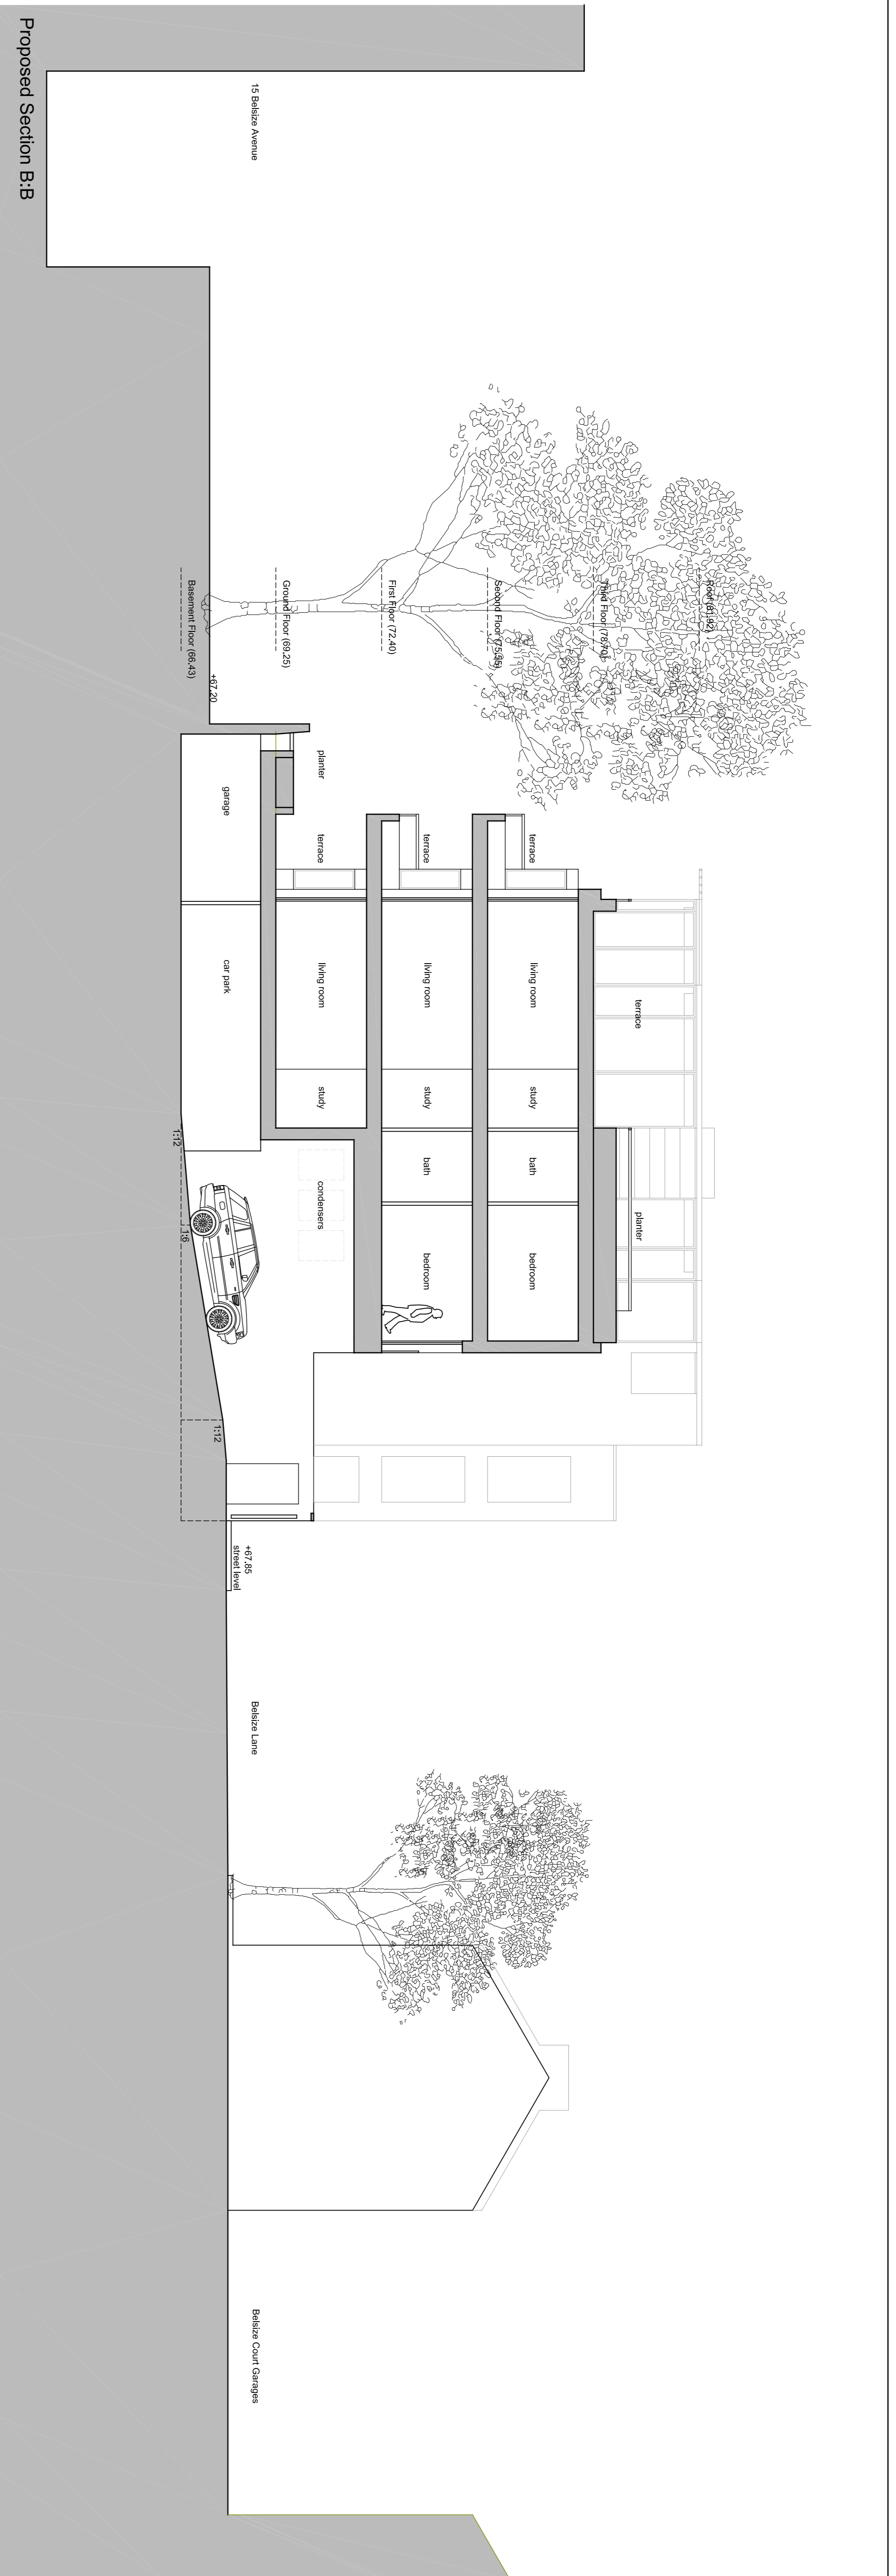 Roof (81.92)
terrace
planter
Third Floor (78.70)
Second Floor (75.55)
terrace
living room
study
bath
bedroom
First Floor (72.40)
terrace
living room
study
bath
bedroom
Ground Floor (69.25)
planter
terrace
living room
study
condensers
15 Belsize Avenue
Basement Floor (66.43)
+67.20
garage
car park
1:12
1:6
1:12
+67.85
street level
Belsize Lane
Belsize Court Garages
Proposed Section B:B